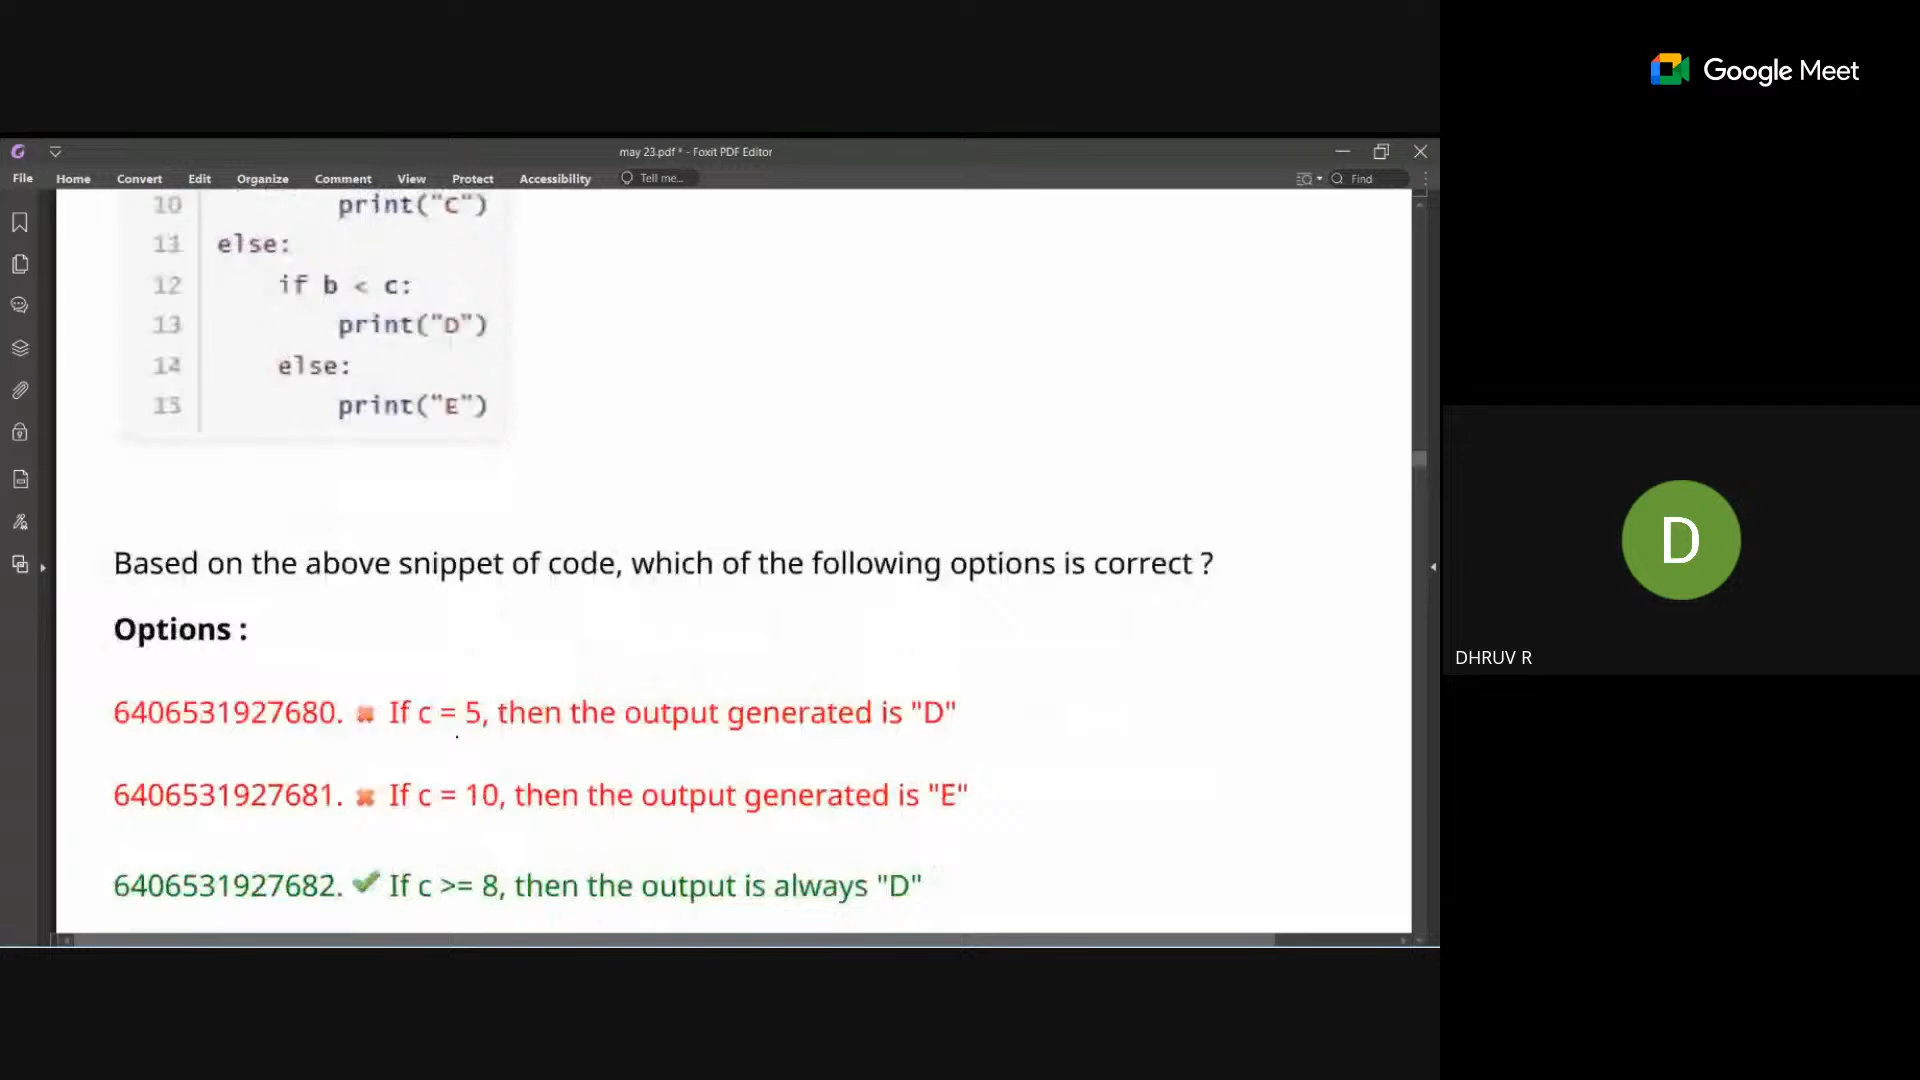 Google Meet
may 23.pdf * - Foxit PDF Editor
File Home Convert Edit Organize Comment View Protect Accessibility Tell me... Find
10 print("C")
11 else:
12 if b < c:
13 print("D")
14 else:
15 print("E")
Based on the above snippet of code, which of the following options is correct ?
Options :
6406531927680. ✖ If c = 5, then the output generated is "D"
6406531927681. ✖ If c = 10, then the output generated is "E"
6406531927682. ✔ If c >= 8, then the output is always "D"
D
DHRUV R